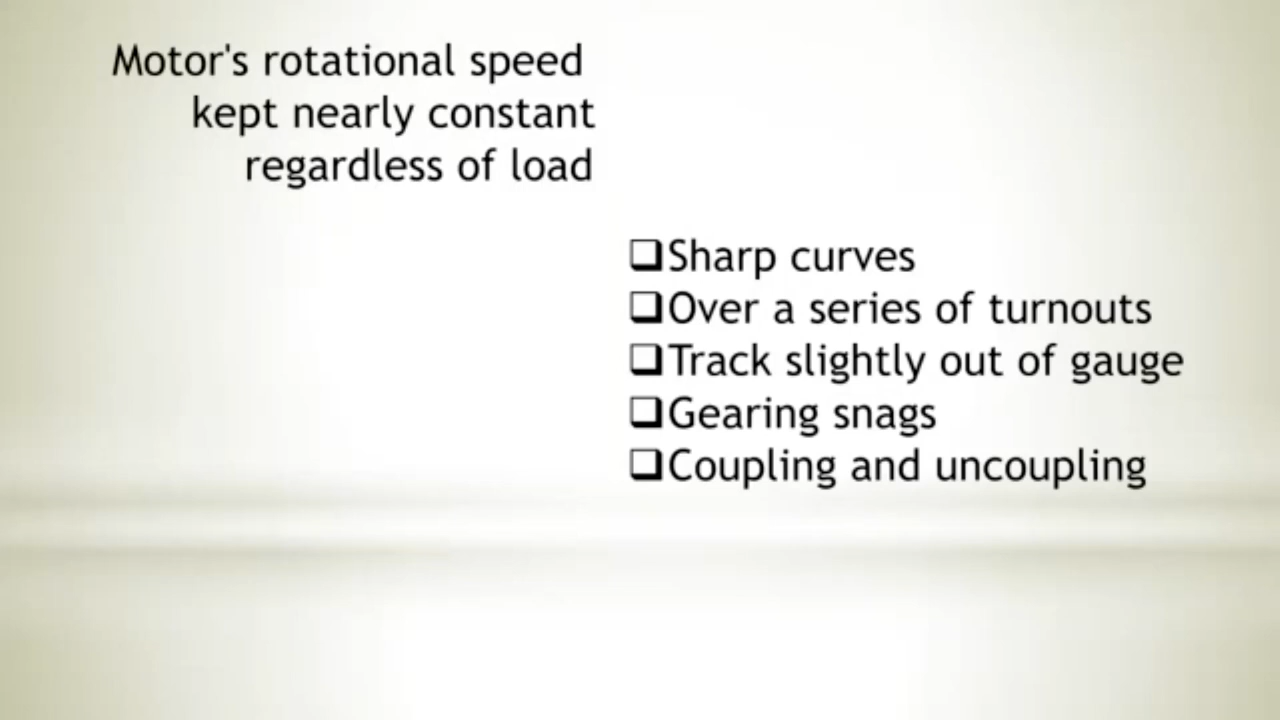 Motor's rotational speed
kept nearly constant
regardless of load
❑Sharp curves
❑Over a series of turnouts
❑Track slightly out of gauge
❑Gearing snags
❑Coupling and uncoupling